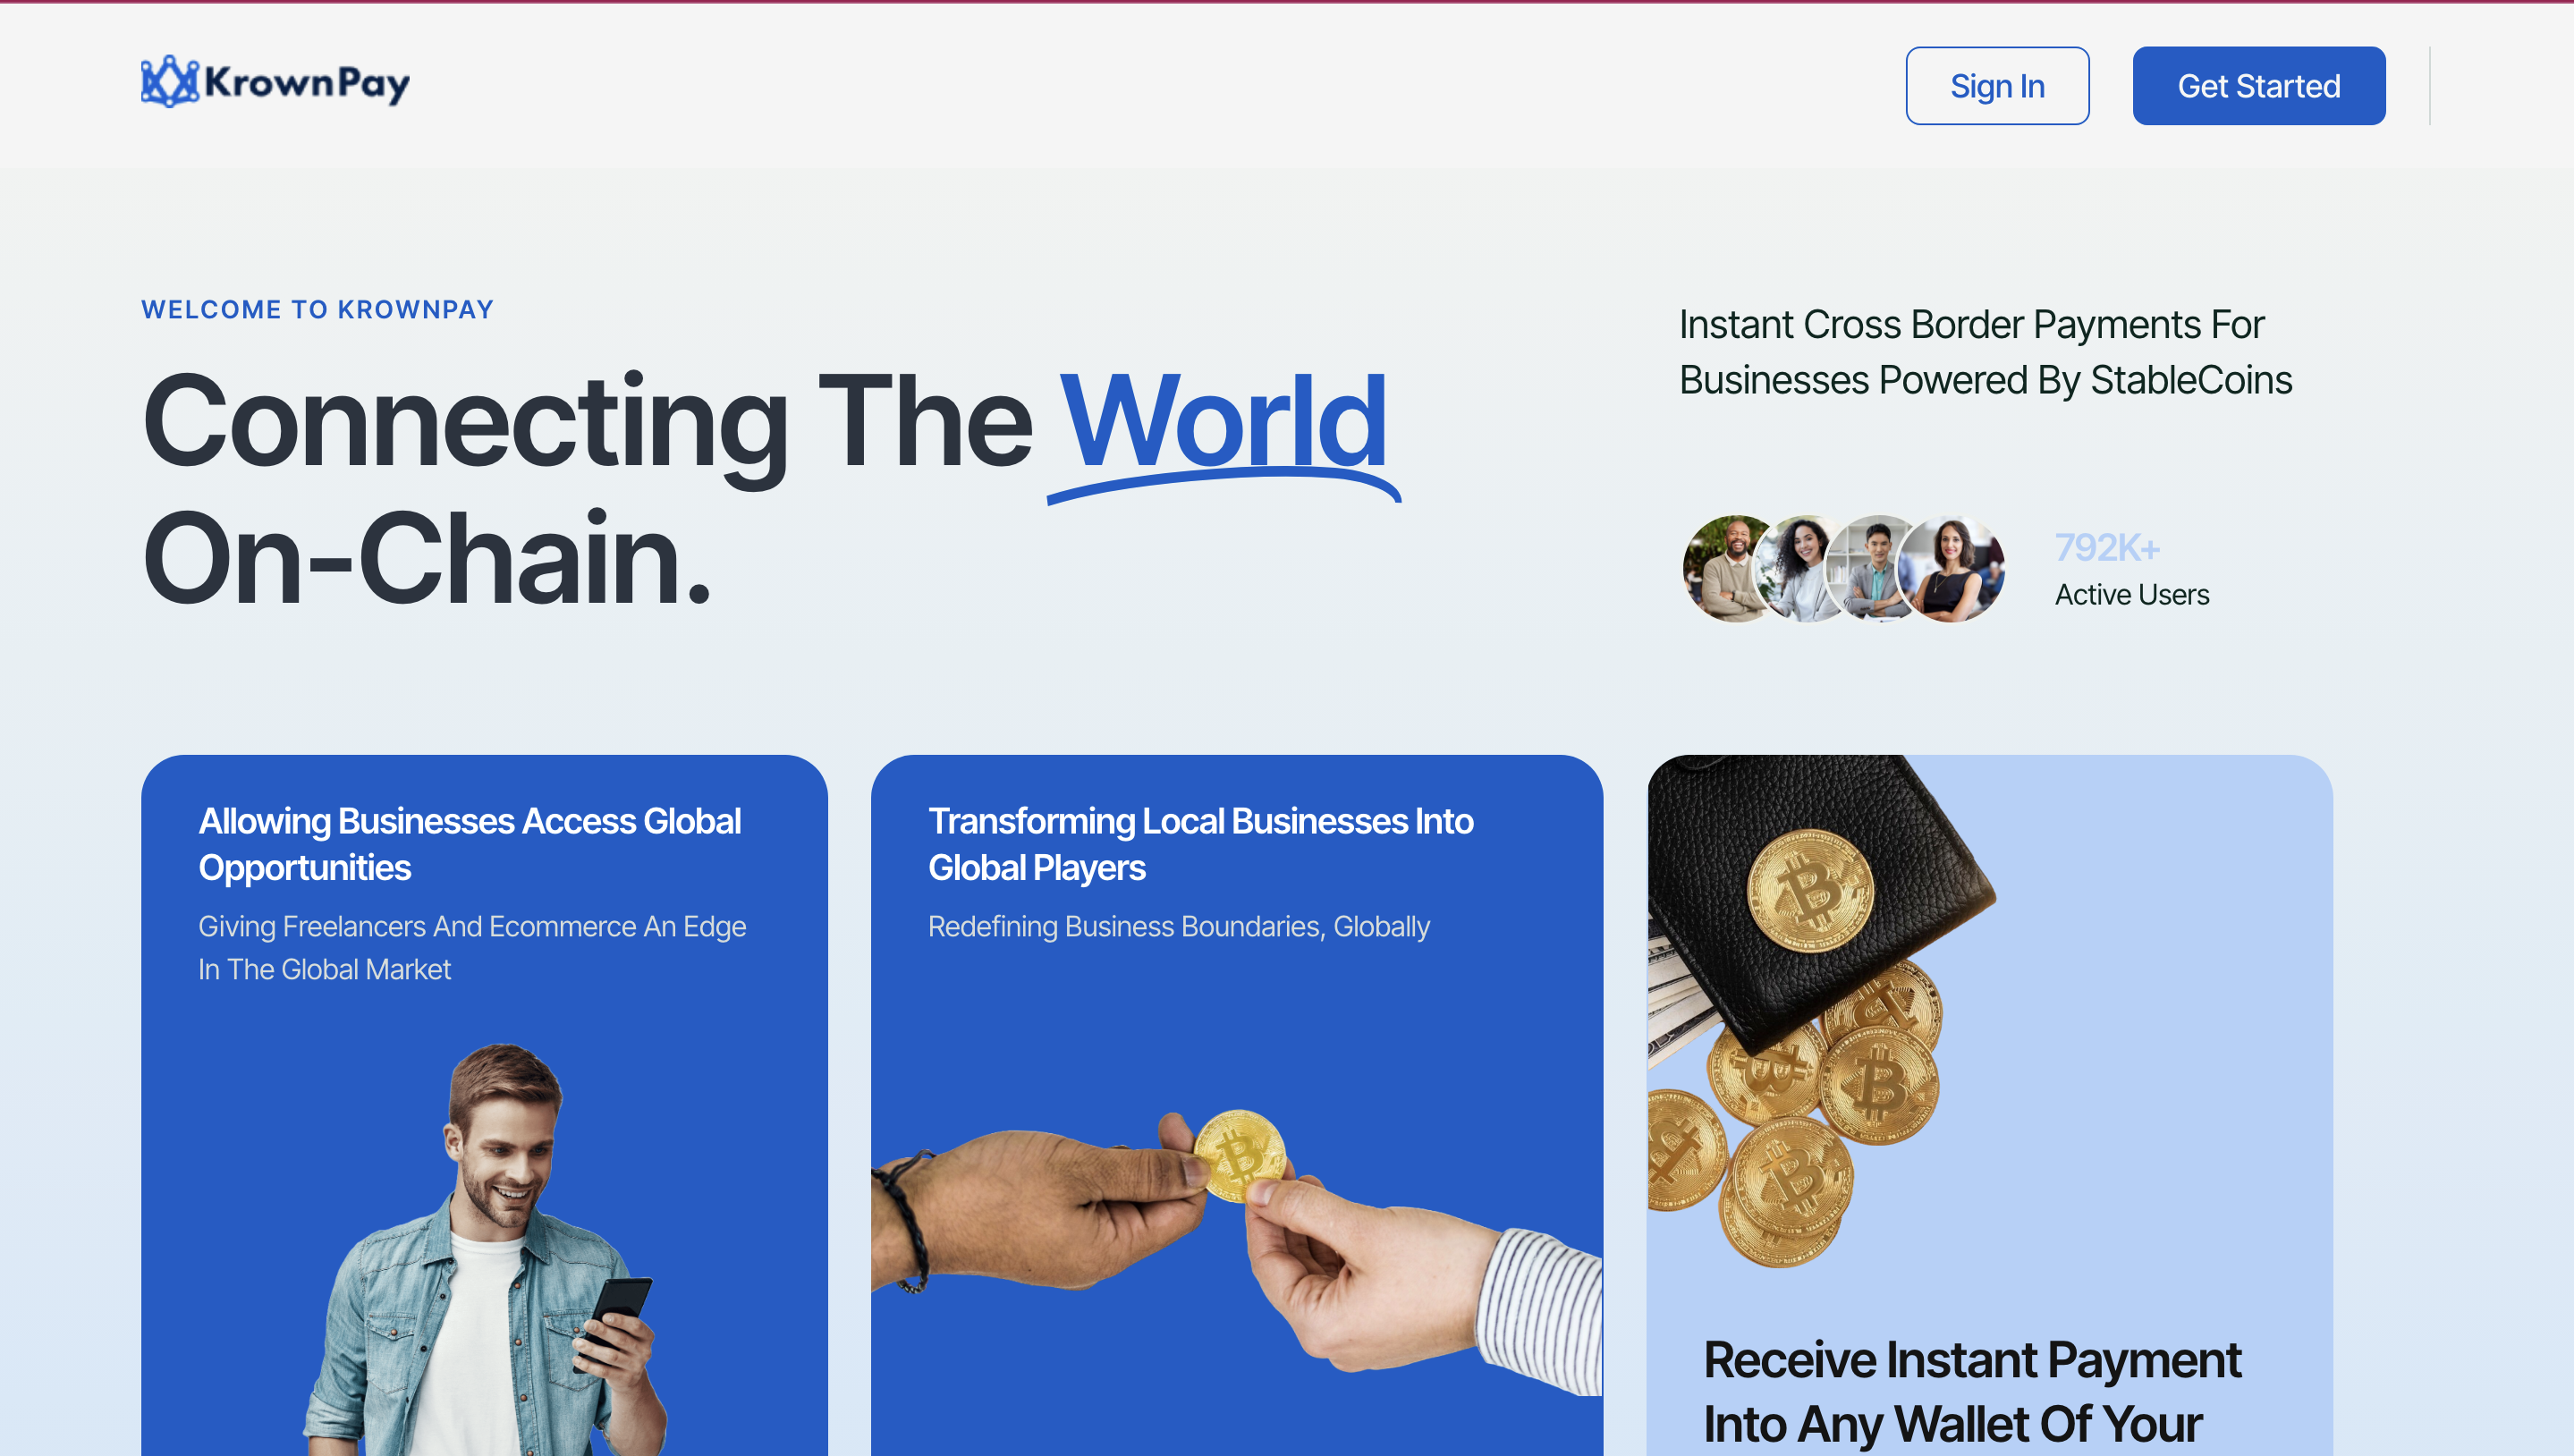 KrownPay
Sign In
Get Started
WELCOME TO KROWNPAY
Connecting The World
On-Chain.
Instant Cross Border Payments For
Businesses Powered By StableCoins
792K+
Active Users
Allowing Businesses Access Global
Opportunities
Giving Freelancers And Ecommerce An Edge
In The Global Market
Transforming Local Businesses Into
Global Players
Redefining Business Boundaries, Globally
Receive Instant Payment
Into Any Wallet Of Your